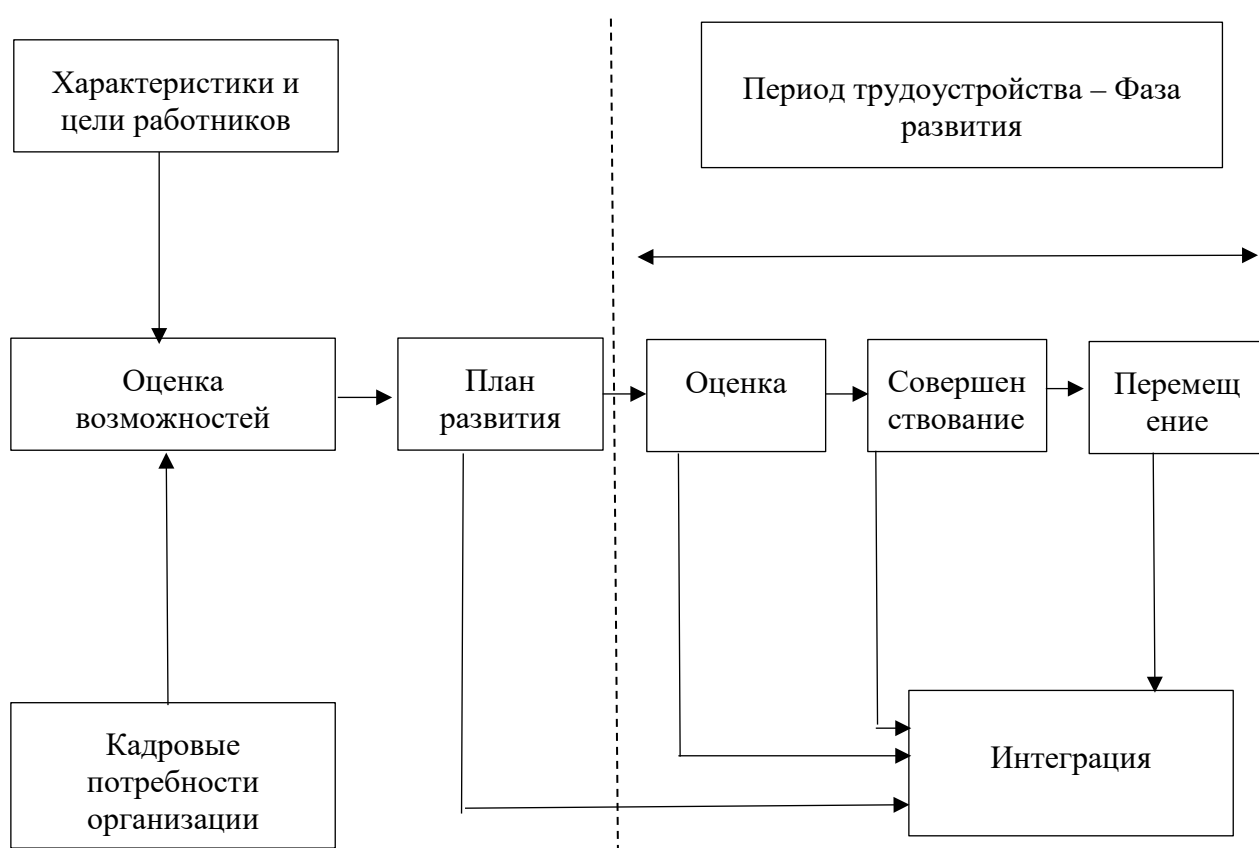 Характеристики и
цели работников
Период трудоустройства – Фаза
развития
Оценка
возможностей
План
развития
Оценка
Совершен
ствование
Перемещ
ение
Кадровые
потребности
организации
Интеграция